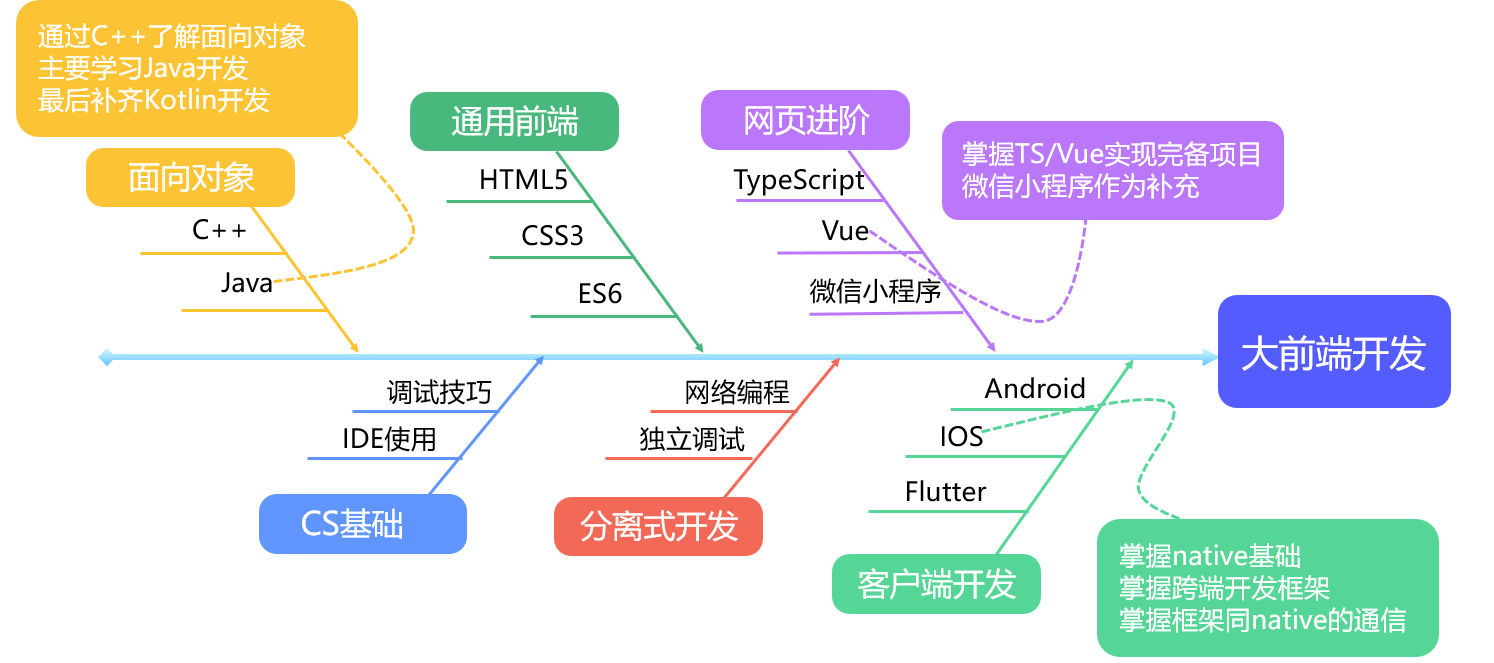 通过C++了解面向对象
主要学习Java开发
最后补齐Kotlin开发
面向对象
C++
Java
通用前端
HTML5
CSS3
ES6
网页进阶
TypeScript
Vue
微信小程序
掌握TS/Vue实现完备项目
微信小程序作为补充
大前端开发
调试技巧
IDE使用
CS基础
网络编程
独立调试
分离式开发
Android
IOS
Flutter
客户端开发
掌握native基础
掌握跨端开发框架
掌握框架同native的通信